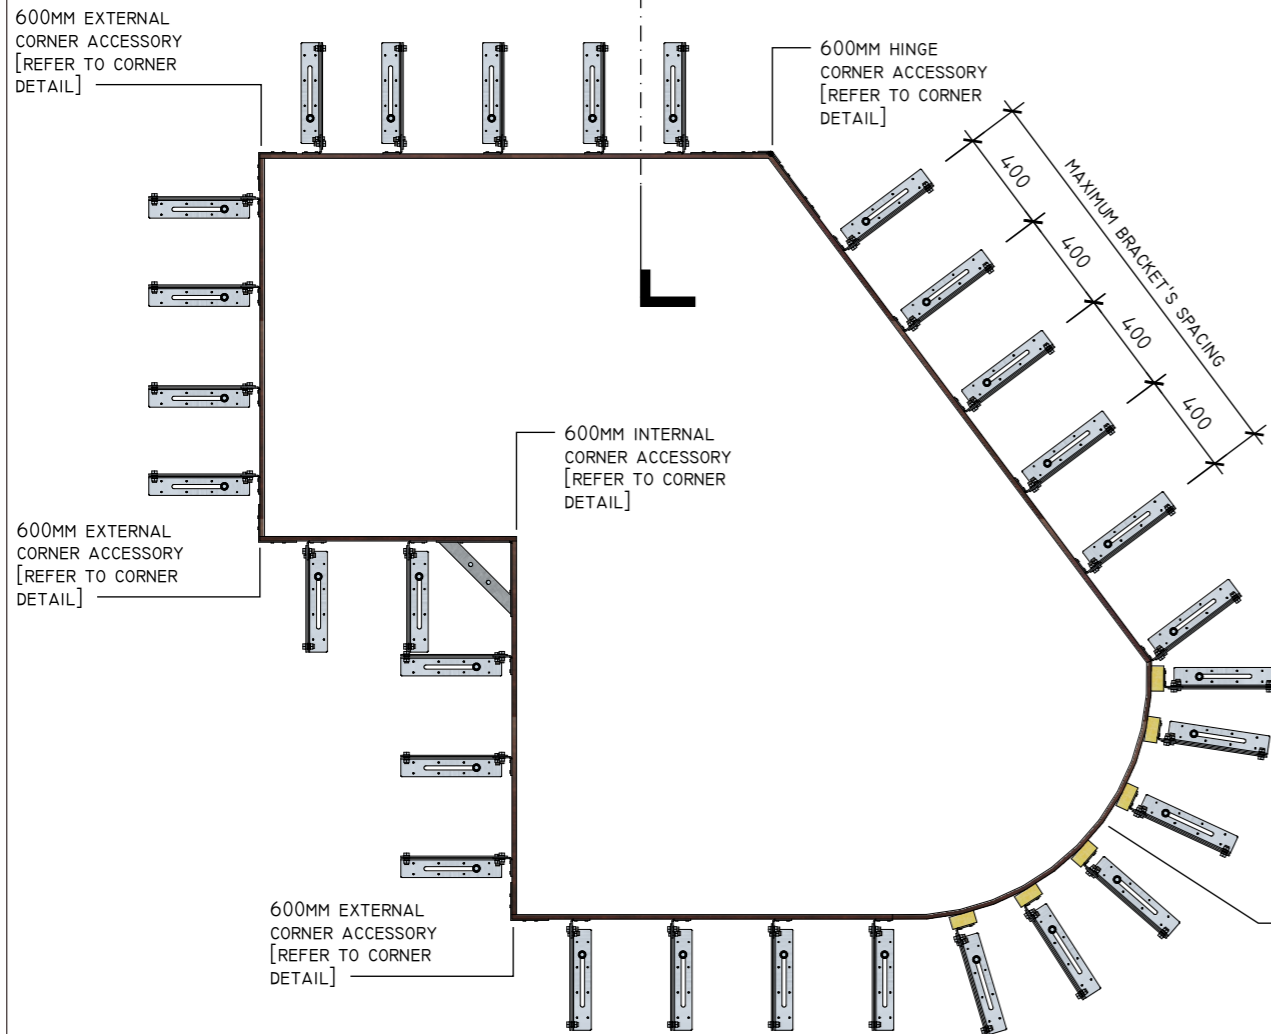 600MM EXTERNAL
CORNER ACCESSORY
[REFER TO CORNER
DETAIL]
600MM HINGE
CORNER ACCESSORY
[REFER TO CORNER
DETAIL]
400
400
400
400
MAXIMUM BRACKET'S SPACING
600MM INTERNAL
CORNER ACCESSORY
[REFER TO CORNER
DETAIL]
600MM EXTERNAL
CORNER ACCESSORY
[REFER TO CORNER
DETAIL]
600MM EXTERNAL
CORNER ACCESSORY
[REFER TO CORNER
DETAIL]